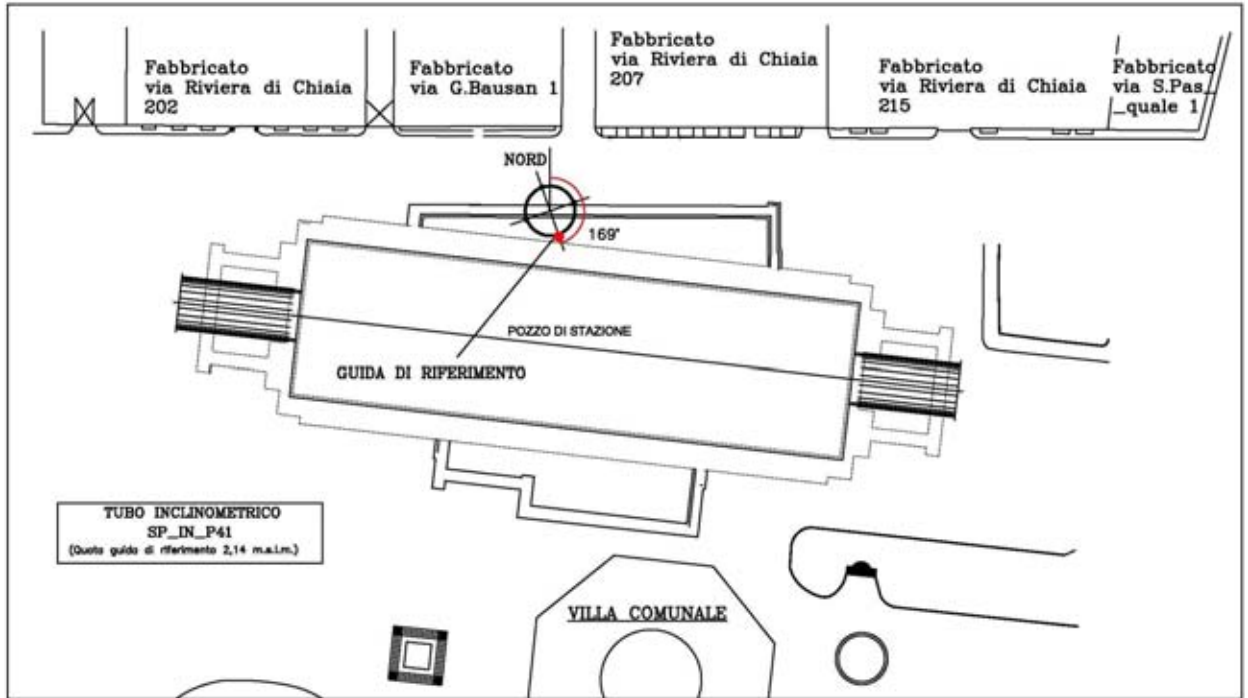 Fabbricato
via Riviera di Chiaia
202
Fabbricato
via G.Bausan 1
Fabbricato
via Riviera di Chiaia
207
Fabbricato
via Riviera di Chiaia
215
Fabbricato
via S.Pas_
_quale 1
NORD
169°
POZZO DI STAZIONE
GUIDA DI RIFERIMENTO
TUBO INCLINOMETRICO
SP_IN_P41
(Quota guida di riferimento 2,14 m.s.l.m.)
VILLA COMUNALE